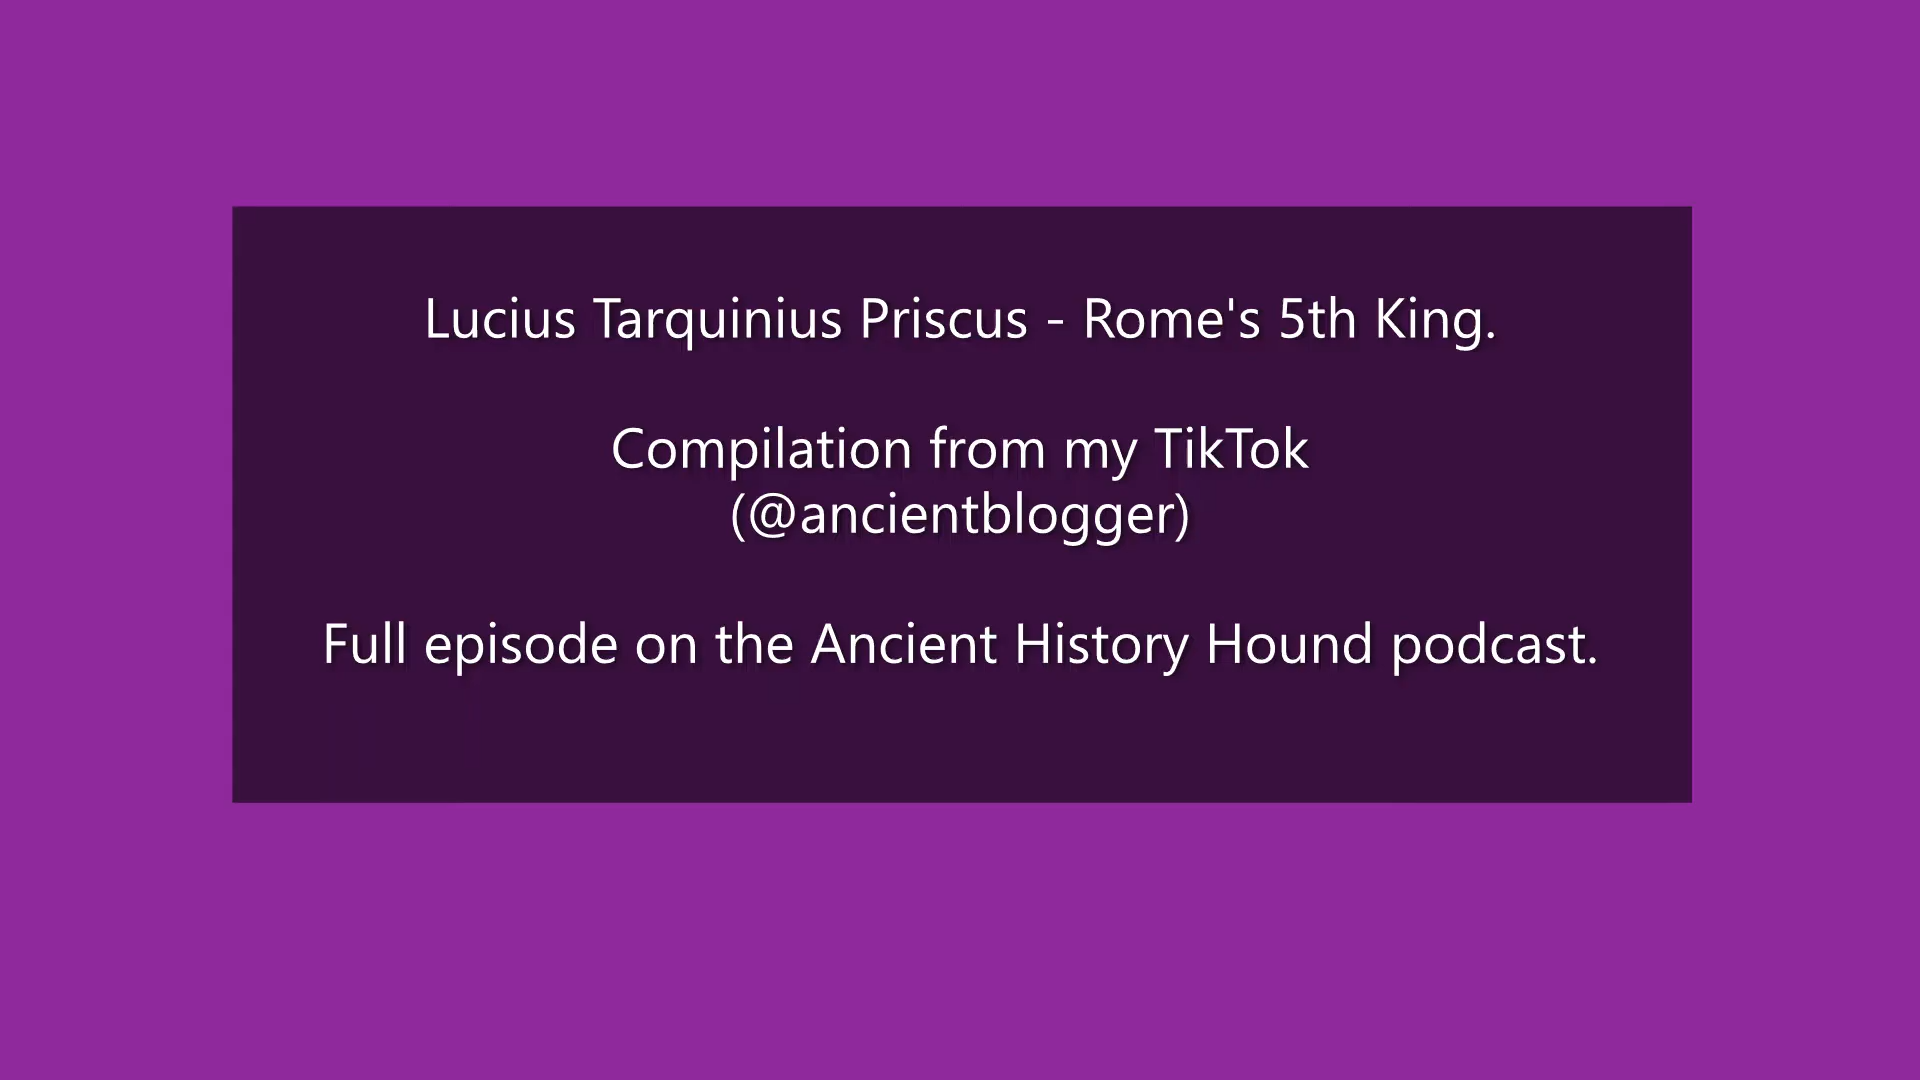 Lucius Tarquinius Priscus - Rome's 5th King.
Compilation from my TikTok
(@ancientblogger)
Full episode on the Ancient History Hound podcast.